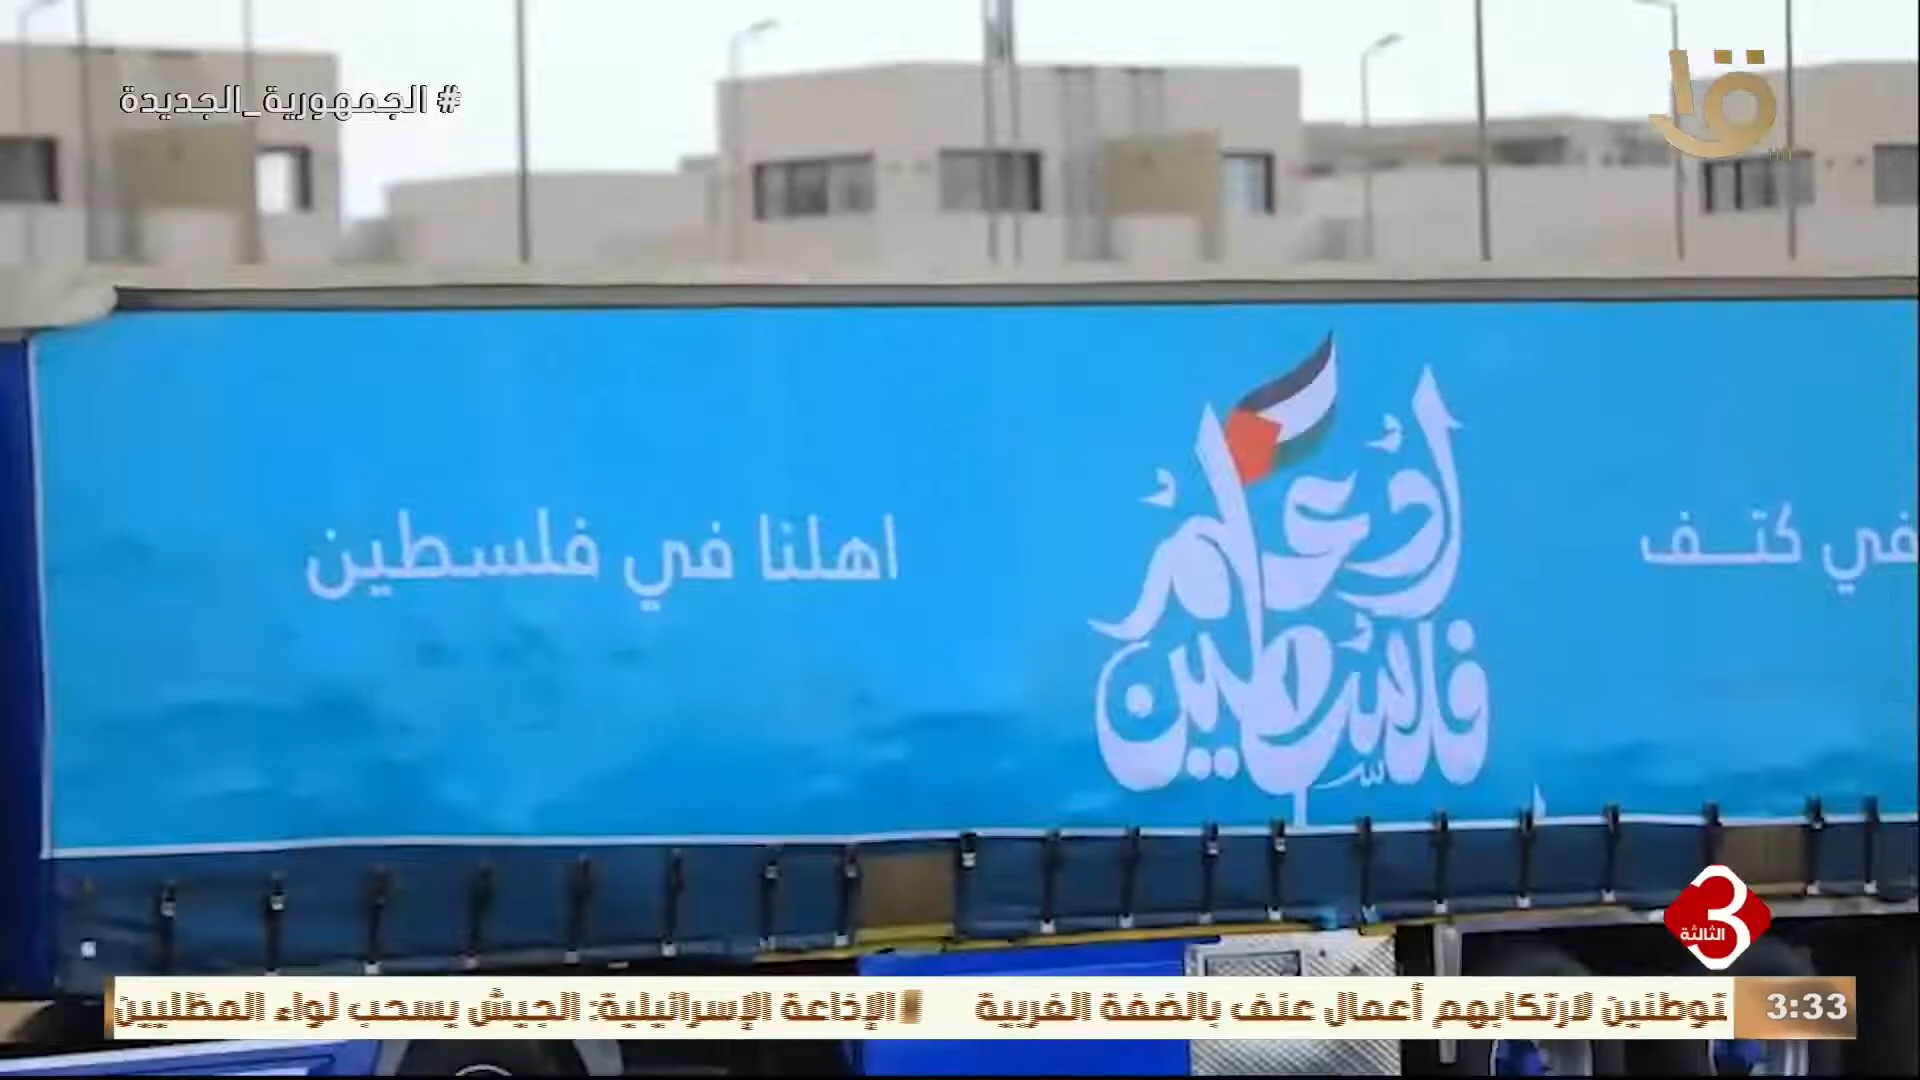 # الجمهورية_الجديدة
في كتف
ادعم
فلسطين
اهلنا في فلسطين
3
الثالثة
3:33
توطنين لارتكابهم أعمال عنف بالضفة الغربية
الإذاعة الإسرائيلية: الجيش يسحب لواء المظليين